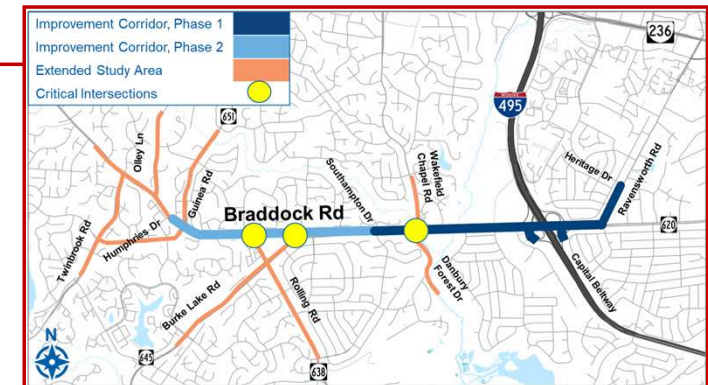 Improvement Corridor, Phase 1
Improvement Corridor, Phase 2
Extended Study Area
Critical Intersections
236
495
651
Olley Ln
Guinea Rd
Southampton Dr
Wakefield
Chapel Rd
Heritage Dr
Ravensworth Rd
Braddock Rd
620
Twinbrook Rd
Humphries Dr
Danbury
Forest Dr
Capital Beltway
Burke Lake Rd
Rolling Rd
N
645
638